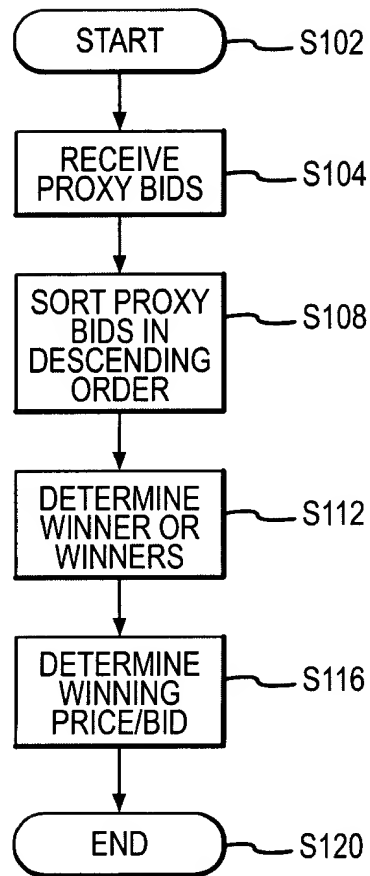 START
S102
RECEIVE
PROXY BIDS
S104
SORT PROXY
BIDS IN
DESCENDING
ORDER
S108
DETERMINE
WINNER OR
WINNERS
S112
DETERMINE
WINNING
PRICE/BID
S116
END
S120